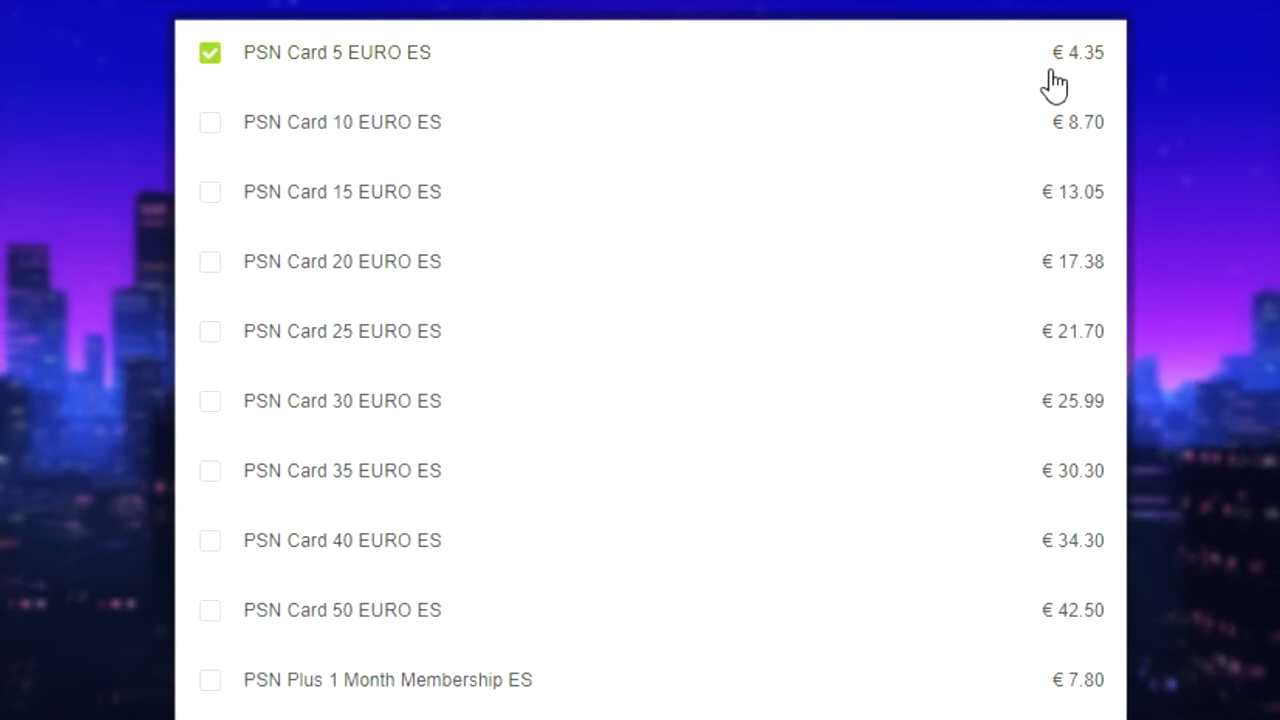 PSN Card 5 EURO ES € 4.35
PSN Card 10 EURO ES € 8.70
PSN Card 15 EURO ES € 13.05
PSN Card 20 EURO ES € 17.38
PSN Card 25 EURO ES € 21.70
PSN Card 30 EURO ES € 25.99
PSN Card 35 EURO ES € 30.30
PSN Card 40 EURO ES € 34.30
PSN Card 50 EURO ES € 42.50
PSN Plus 1 Month Membership ES € 7.80